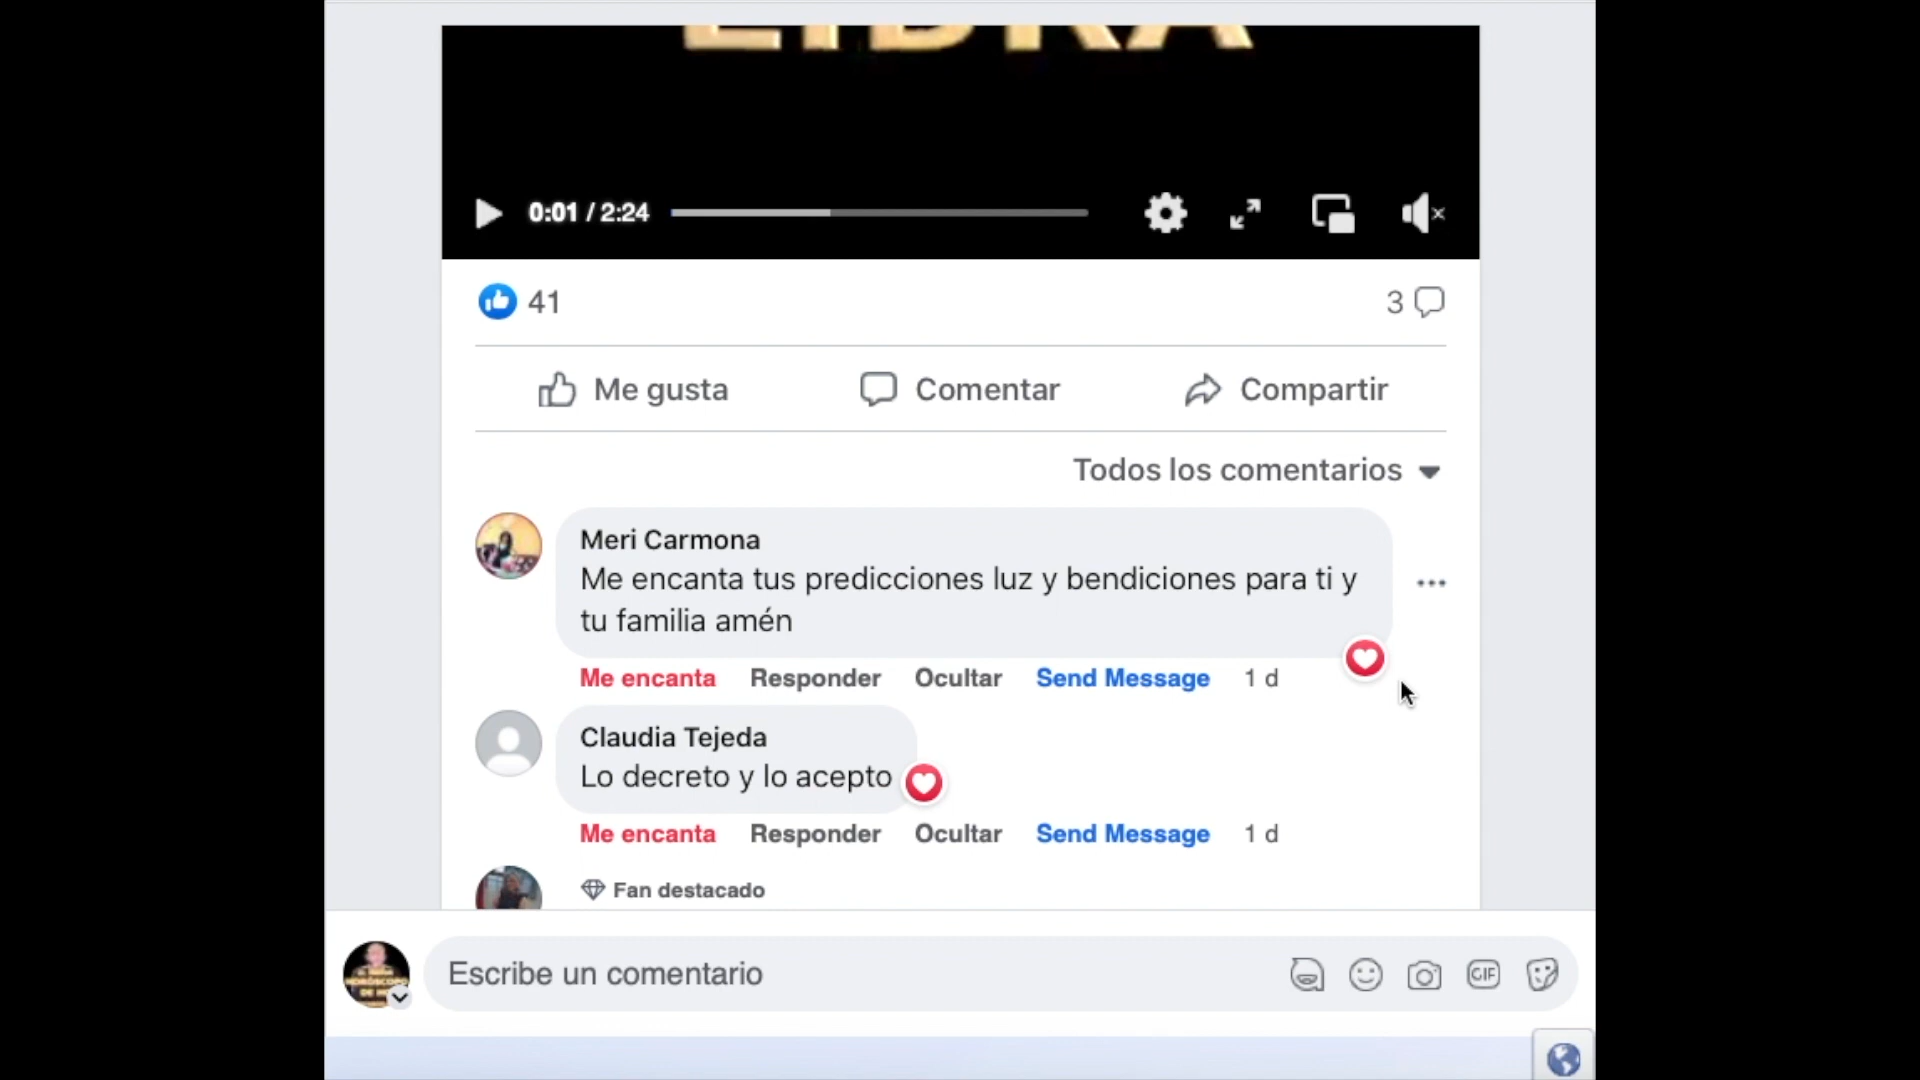 LIBRA
0:01 / 2:24
41
3
Me gusta
Comentar
Compartir
Todos los comentarios
Meri Carmona
Me encanta tus predicciones luz y bendiciones para ti y
tu familia amén
Me encanta Responder Ocultar Send Message 1 d
Claudia Tejeda
Lo decreto y lo acepto
Me encanta Responder Ocultar Send Message 1 d
Fan destacado
Escribe un comentario
GIF